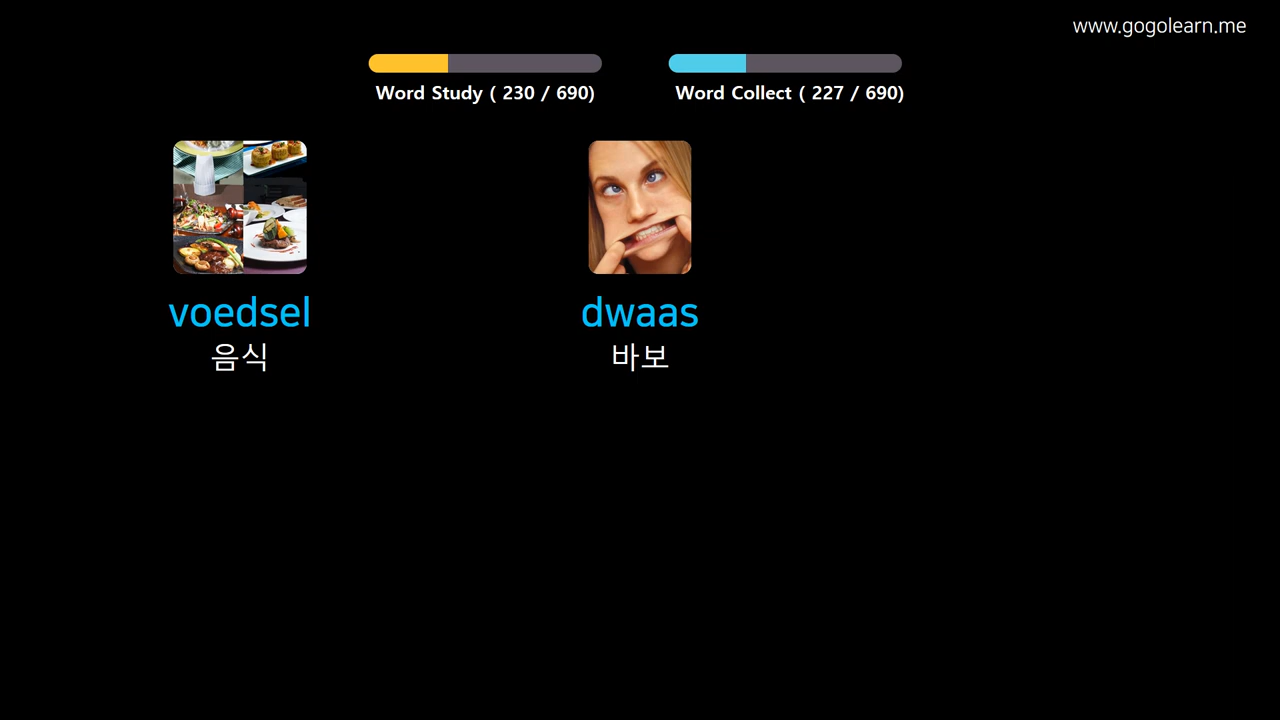 www.gogolearn.me
Word Study ( 230 / 690)
Word Collect ( 227 / 690)
voedsel
음식
dwaas
바보